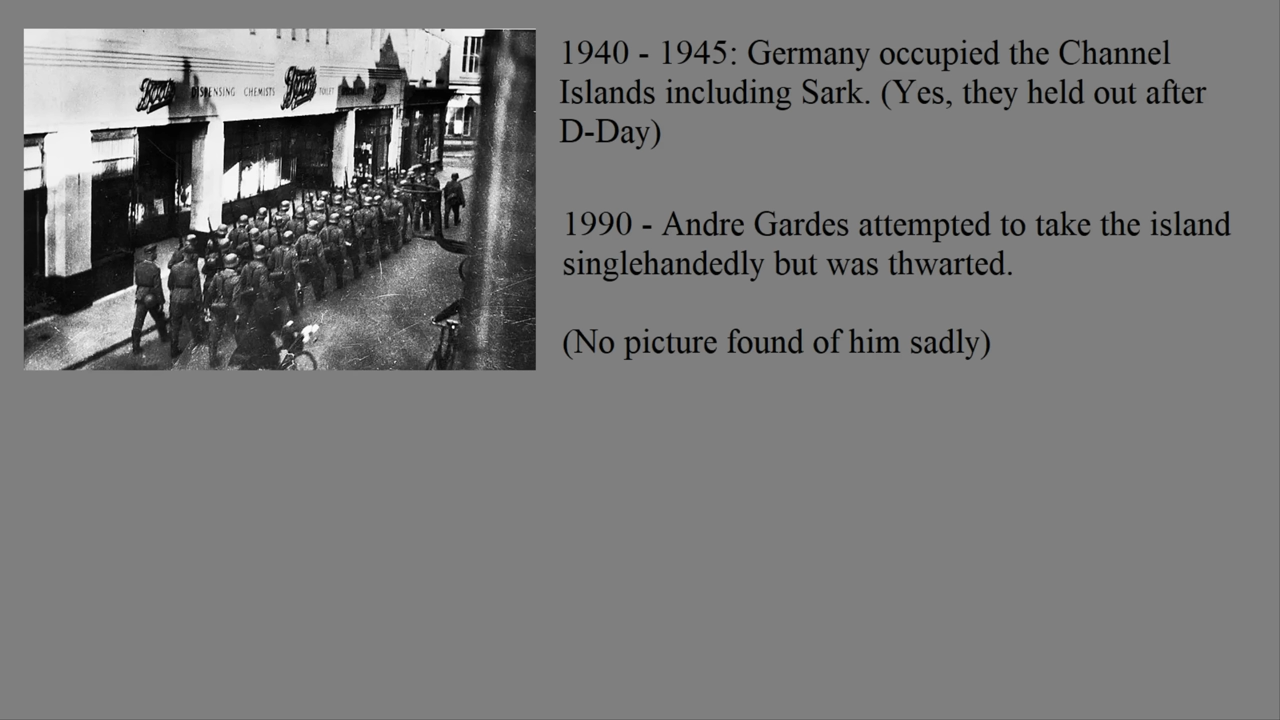 Boots DISPENSING CHEMISTS Boots TOILET
1940 - 1945: Germany occupied the Channel
Islands including Sark. (Yes, they held out after
D-Day)
1990 - Andre Gardes attempted to take the island
singlehandedly but was thwarted.
(No picture found of him sadly)